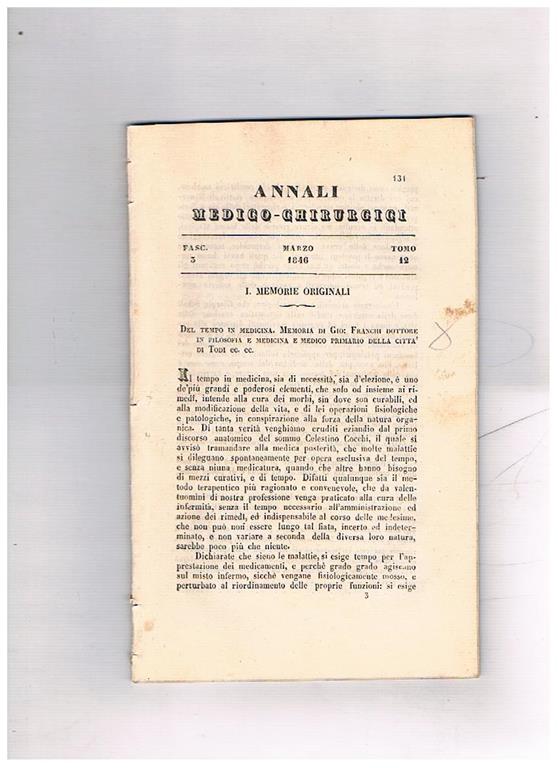 131
ANNALI
MEDICO-CHIRURGICI
FASC. MARZO TOMO
3 1846 12
I. MEMORIE ORIGINALI
DEL TEMPO IN MEDICINA. MEMORIA DI GIO: FRANCHI DOTTORE
IN FILOSOFIA E MEDICINA E MEDICO PRIMARIO DELLA CITTA'
DI TODI ec. ec.
Il tempo in medicina, sia di necessità, sia d'elezione, è uno
de'più grandi e poderosi elementi, che solo od insieme ai ri-
medî, intende alla cura dei morbi, sin dove son curabili, ed
alla modificazione della vita, e di lei operazioni fisiologiche
e patologiche, in conspirazione alla forza della natura orga-
nica. Di tanta verità venghiamo eruditi eziandio dal primo
discorso anatomico del sommo Celestino Cocchi, il quale si
avvisò tramandare alla medica posterità, che molte malattie
si dileguano spontaneamente per opera esclusiva del tempo,
e senza niuna medicatura, quando che altre hanno bisogno
di mezzi curativi, e di tempo. Difatti qualunque sia il me-
todo terapeutico più ragionato e convenevole, che da valen-
tuomini di nostra professione venga praticato alla cura delle
infermità, senza il tempo necessario all'amministrazione ed
azione dei rimedî, ed indispensabile al corso delle medesime,
che non può non essere lungo tal fiata, incerto ed indeter-
minato, e non variare a seconda della diversa loro natura,
sarebbe poco più che niente.
Dichiarate che sieno le malattie, si esige tempo per l'ap-
prestazione dei medicamenti, e perchè grado grado agiscano
sul misto infermo, sicchè vengane fisiologicamente mosso, e
perturbato al riordinamento delle proprie funzioni: si esige
3